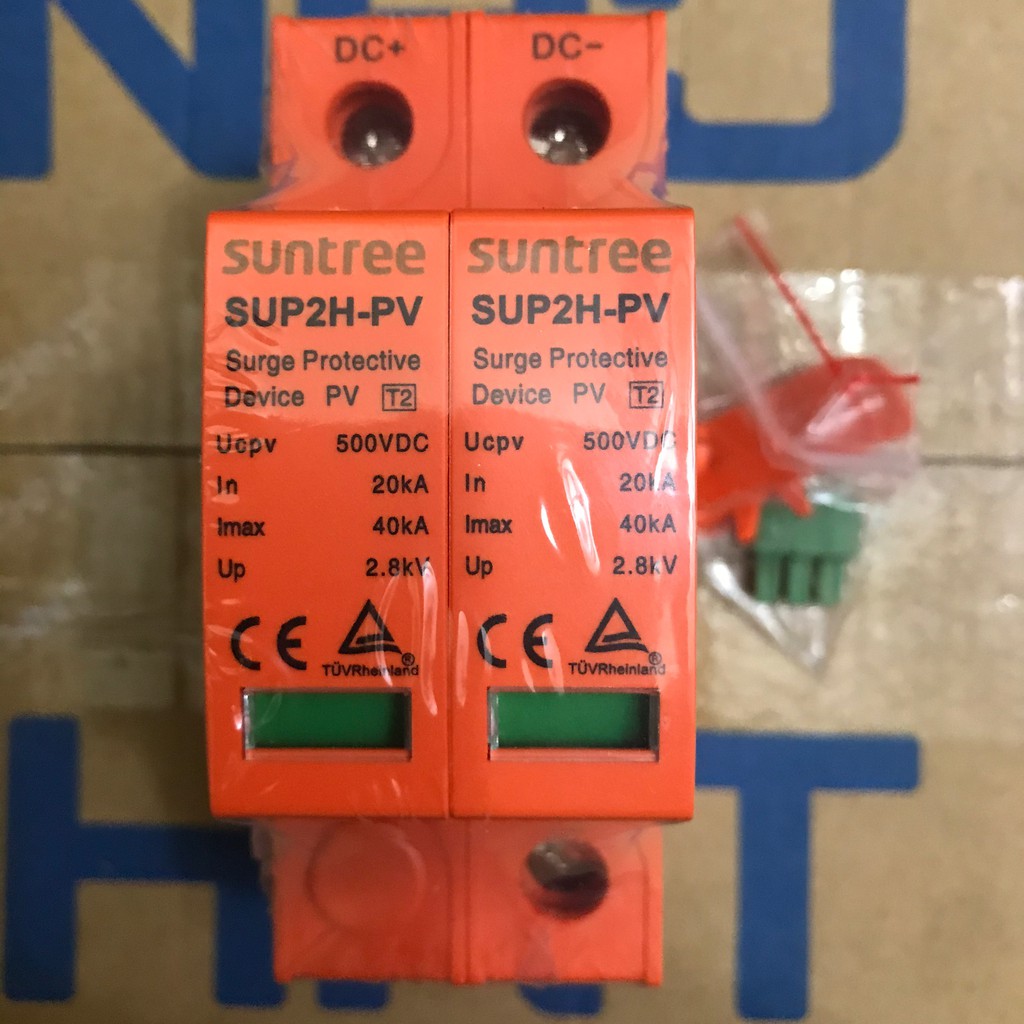 DC+
DC-
suntree
SUP2H-PV
Surge Protective
Device PV T2
Ucpv 500VDC
In 20kA
Imax 40kA
Up 2.8kV
CE
TÜVRheinland®
suntree
SUP2H-PV
Surge Protective
Device PV T2
Ucpv 500VDC
In 20kA
Imax 40kA
Up 2.8kV
CE
TÜVRheinland®